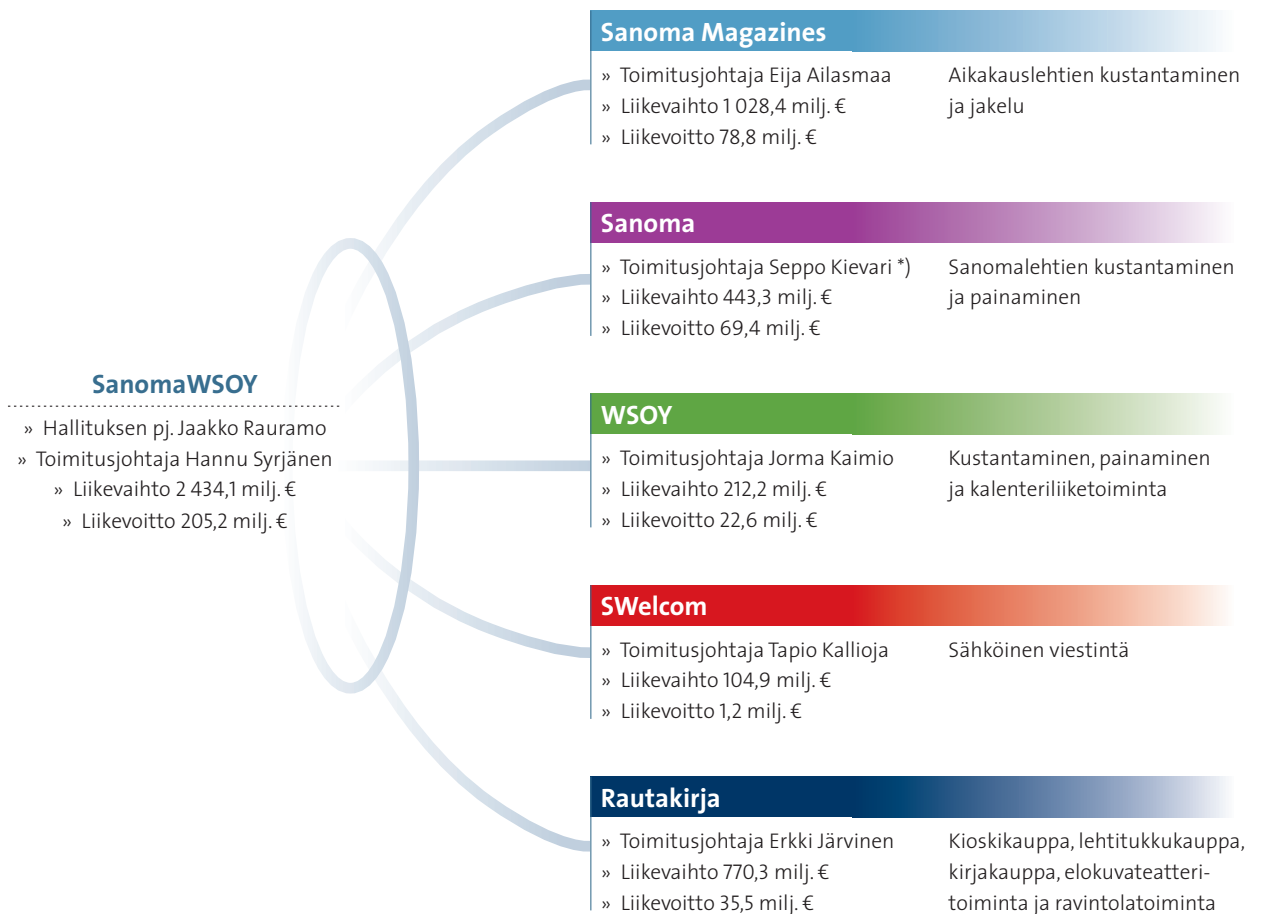 SanomaWSOY
» Hallituksen pj. Jaakko Rauramo
» Toimitusjohtaja Hannu Syrjänen
» Liikevaihto 2 434,1 milj. €
» Liikevoitto 205,2 milj. €
Sanoma Magazines
» Toimitusjohtaja Eija Ailasmaa
» Liikevaihto 1 028,4 milj. €
» Liikevoitto 78,8 milj. €
Aikakauslehtien kustantaminen
ja jakelu
Sanoma
» Toimitusjohtaja Seppo Kievari *)
» Liikevaihto 443,3 milj. €
» Liikevoitto 69,4 milj. €
Sanomalehtien kustantaminen
ja painaminen
WSOY
» Toimitusjohtaja Jorma Kaimio
» Liikevaihto 212,2 milj. €
» Liikevoitto 22,6 milj. €
Kustantaminen, painaminen
ja kalenteriliiketoiminta
SWelcom
» Toimitusjohtaja Tapio Kallioja
» Liikevaihto 104,9 milj. €
» Liikevoitto 1,2 milj. €
Sähköinen viestintä
Rautakirja
» Toimitusjohtaja Erkki Järvinen
» Liikevaihto 770,3 milj. €
» Liikevoitto 35,5 milj. €
Kioskikauppa, lehtitukkukauppa,
kirjakauppa, elokuvateatteri-
toiminta ja ravintolatoiminta